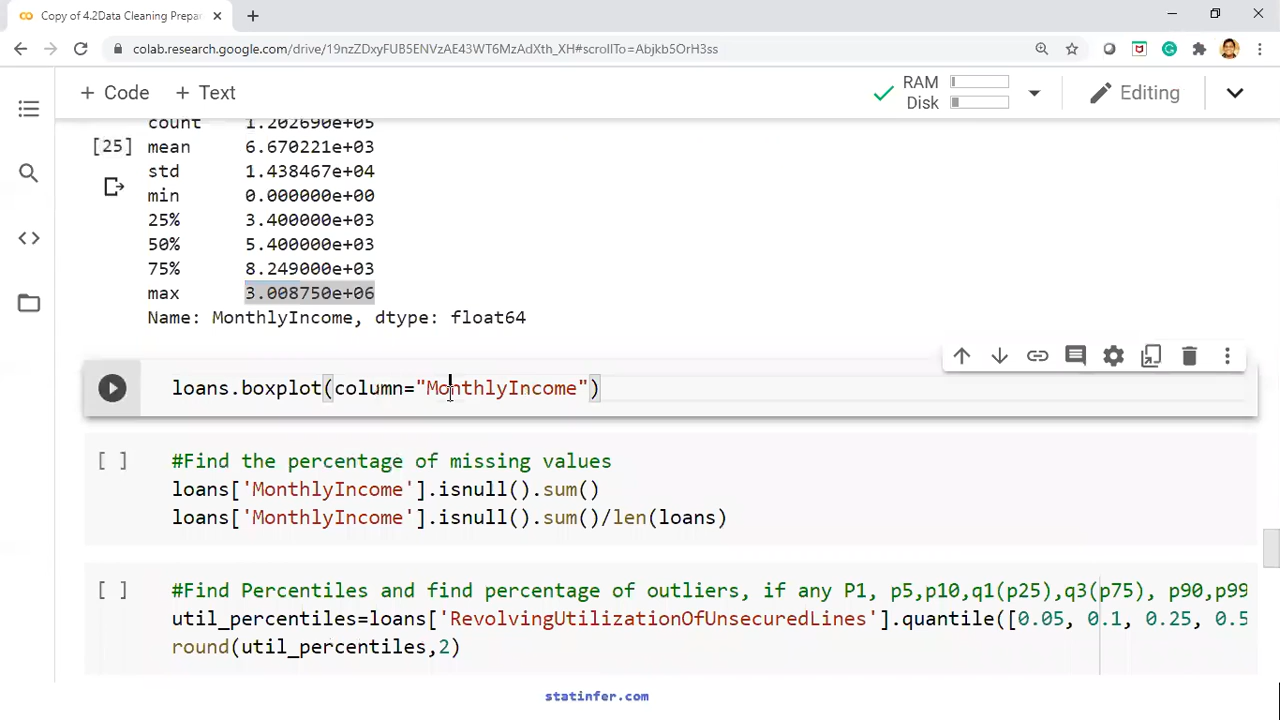 Copy of 4.2Data Cleaning Prepar
colab.research.google.com/drive/19nzZDxyFUB5ENVzAE43WT6MzAdXth_XH#scrollTo=Abjkb5OrH3ss
+ Code + Text
RAM
Disk
Editing
count 1.202690e+05
[25] mean 6.670221e+03
std 1.438467e+04
min 0.000000e+00
25% 3.400000e+03
50% 5.400000e+03
75% 8.249000e+03
max 3.008750e+06
Name: MonthlyIncome, dtype: float64
loans.boxplot(column="MonthlyIncome")
[ ] #Find the percentage of missing values
loans['MonthlyIncome'].isnull().sum()
loans['MonthlyIncome'].isnull().sum()/len(loans)
[ ] #Find Percentiles and find percentage of outliers, if any P1, p5,p10,q1(p25),q3(p75), p90,p99
util_percentiles=loans['RevolvingUtilizationOfUnsecuredLines'].quantile([0.05, 0.1, 0.25, 0.5
round(util_percentiles,2)
statinfer.com